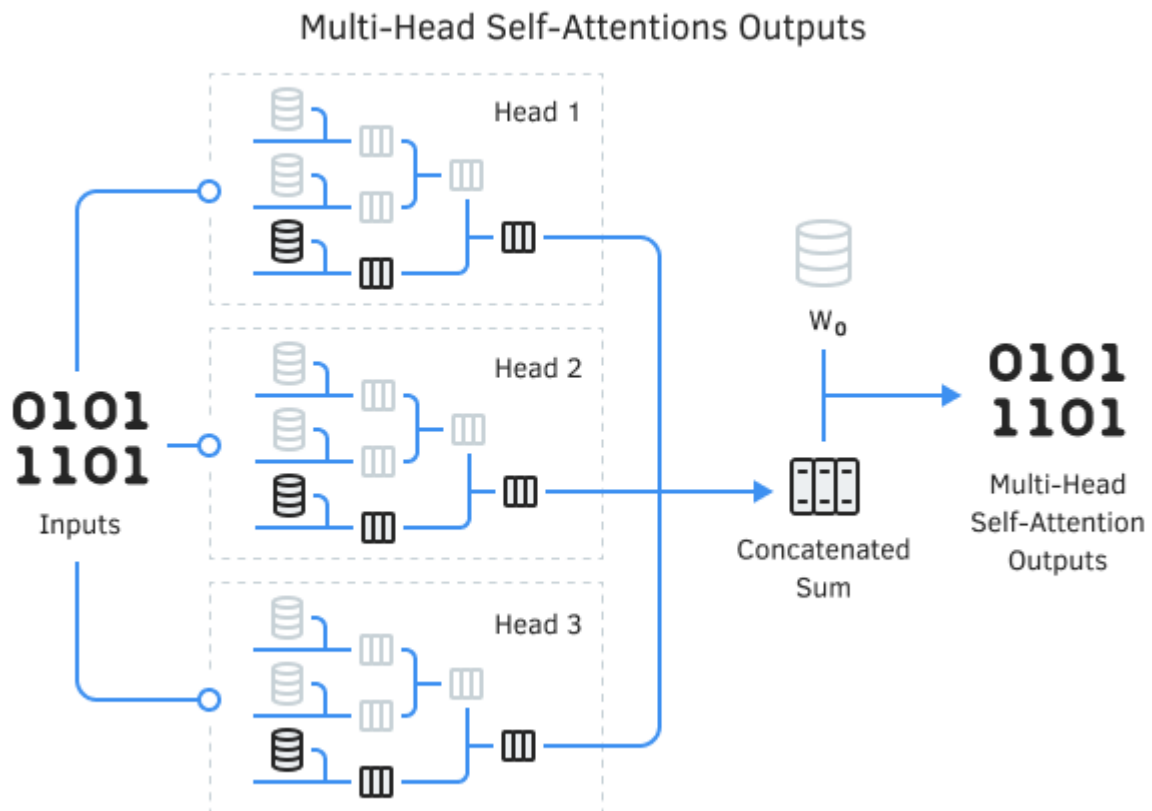 Multi-Head Self-Attentions Outputs
Head 1
Head 2
Head 3
0101
1101
Inputs
W0
Concatenated
Sum
0101
1101
Multi-Head
Self-Attention
Outputs